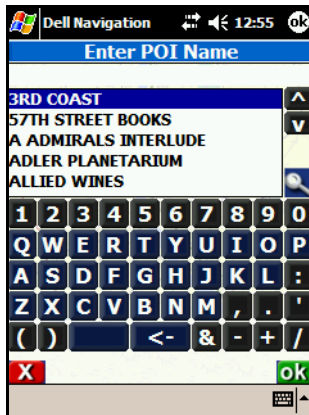 Dell Navigation 12:55 ok
Enter POI Name
3RD COAST
57TH STREET BOOKS
A ADMIRALS INTERLUDE
ADLER PLANETARIUM
ALLIED WINES
1 2 3 4 5 6 7 8 9 0
Q W E R T Y U I O P
A S D F G H J K L :
Z X C V B N M , . '
( ) <- & - + /
X ok